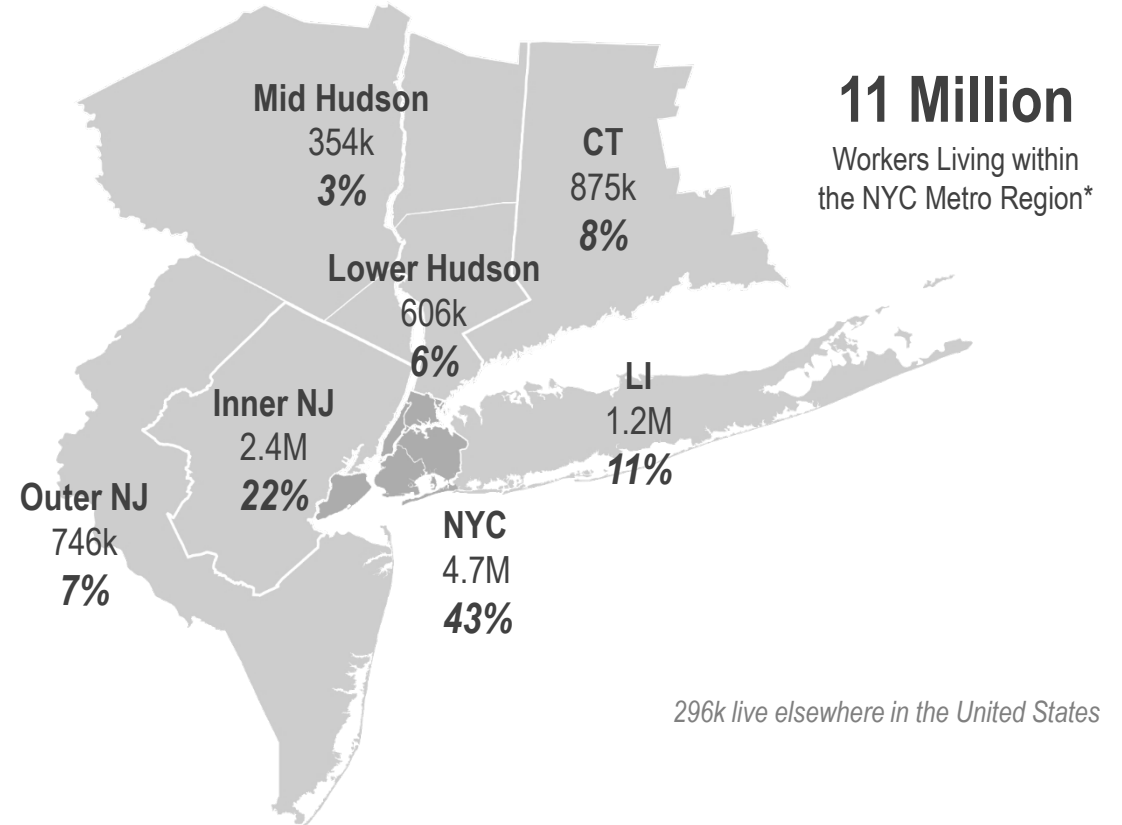 11 Million
Workers Living within
the NYC Metro Region*
Mid Hudson
354k
3%
CT
875k
8%
Lower Hudson
606k
6%
LI
1.2M
11%
Inner NJ
2.4M
22%
Outer NJ
746k
7%
NYC
4.7M
43%
296k live elsewhere in the United States